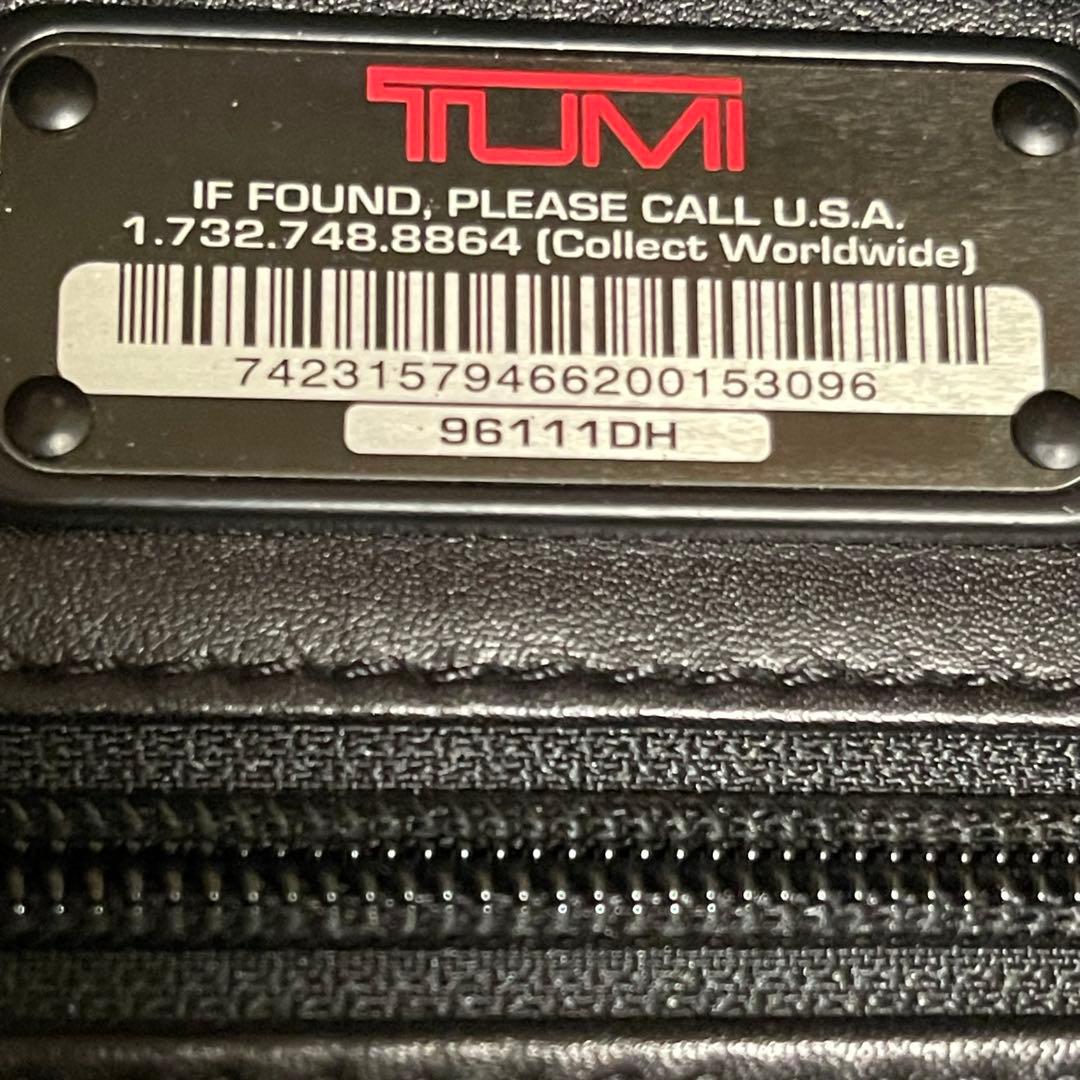 TUMI
IF FOUND, PLEASE CALL U.S.A.
1.732.748.8864 (Collect Worldwide)
74231579466200153096
96111DH